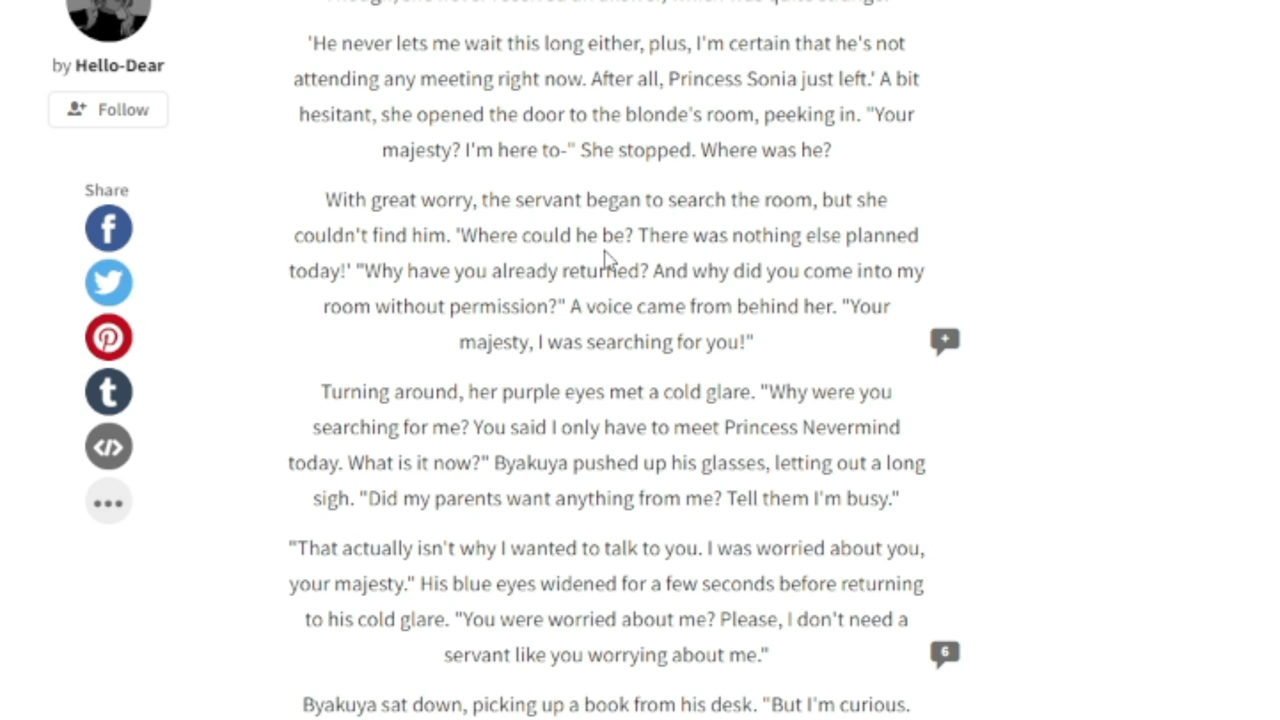 by Hello-Dear
Follow
Share
'He never lets me wait this long either, plus, I'm certain that he's not
attending any meeting right now. After all, Princess Sonia just left.' A bit
hesitant, she opened the door to the blonde's room, peeking in. "Your
majesty? I'm here to-" She stopped. Where was he?
With great worry, the servant began to search the room, but she
couldn't find him. 'Where could he be? There was nothing else planned
today!' "Why have you already returned? And why did you come into my
room without permission?" A voice came from behind her. "Your
majesty, I was searching for you!"
+
Turning around, her purple eyes met a cold glare. "Why were you
searching for me? You said I only have to meet Princess Nevermind
today. What is it now?" Byakuya pushed up his glasses, letting out a long
sigh. "Did my parents want anything from me? Tell them I'm busy."
"That actually isn't why I wanted to talk to you. I was worried about you,
your majesty." His blue eyes widened for a few seconds before returning
to his cold glare. "You were worried about me? Please, I don't need a
servant like you worrying about me."
6
Byakuya sat down, picking up a book from his desk. "But I'm curious.